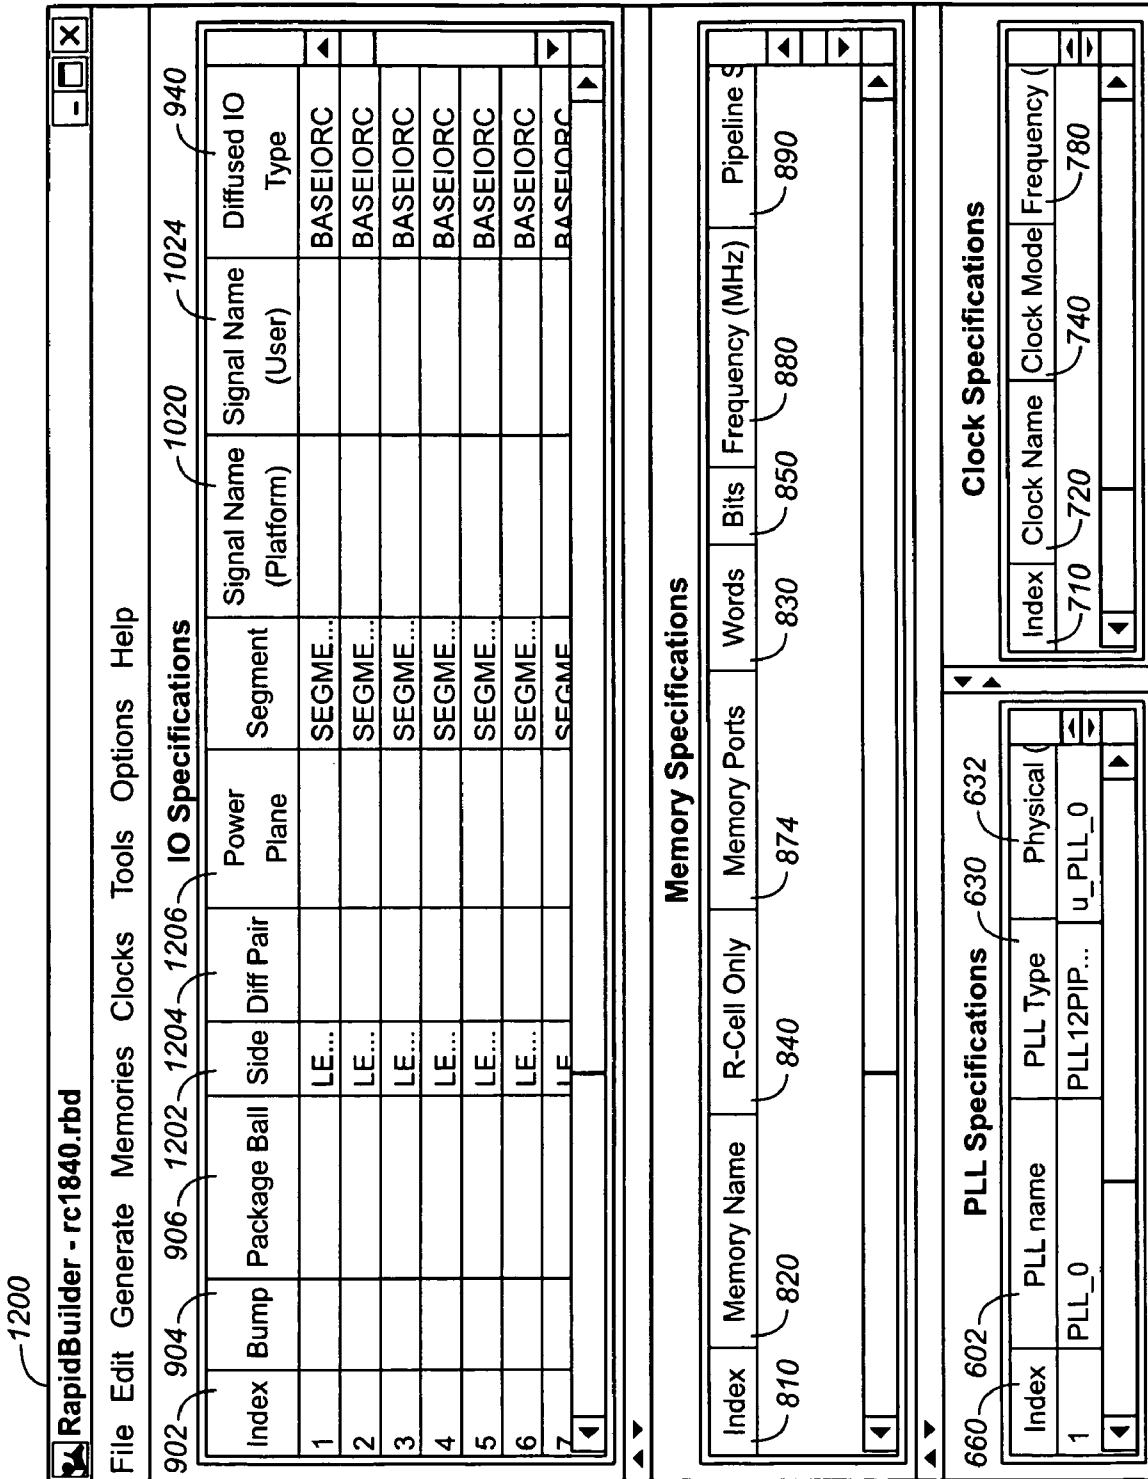 1200
RapidBuilder - rc1840.rbd
File Edit Generate Memories Clocks Tools Options Help
IO Specifications
902 904 906 1202 1204 1206 1020 1024 940
Index Bump Package Ball Side Diff Pair Power Plane Segment Signal Name (Platform) Signal Name (User) Diffused IO Type
1 LE... SEGME... BASEIORC
2 LE... SEGME... BASEIORC
3 LE... SEGME... BASEIORC
4 LE... SEGME... BASEIORC
5 LE... SEGME... BASEIORC
6 LE... SEGME... BASEIORC
7 LE SEGME BASEIORC
Memory Specifications
Index Memory Name R-Cell Only Memory Ports Words Bits Frequency (MHz) Pipeline S
810 820 840 874 830 850 880 890
PLL Specifications
660 602 630 632
Index PLL name PLL Type Physical (
1 PLL_0 PLL12PIP... u_PLL_0
Clock Specifications
Index Clock Name Clock Mode Frequency (
710 720 740 780